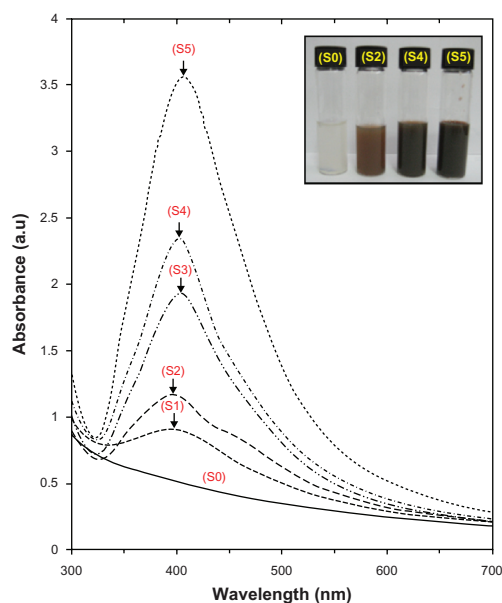 4
3.5
3
2.5
2
1.5
1
0.5
0
300 400 500 600 700
Absorbance (a.u)
Wavelength (nm)
(S5)
(S4)
(S3)
(S2)
(S1)
(S0)
(S0) (S2) (S4) (S5)